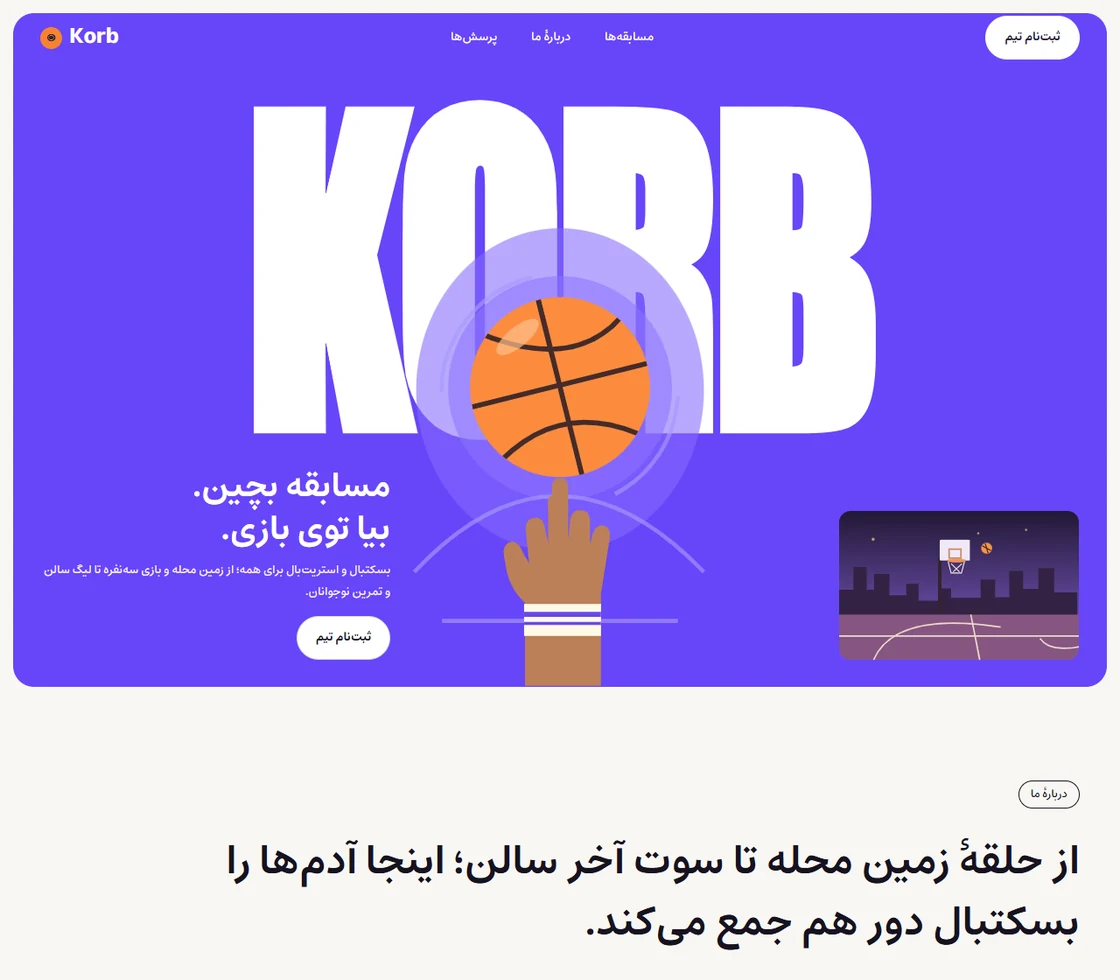 ثبت‌نام تیم
مسابقه‌ها
دربارهٔ ما
پرسش‌ها
Korb
KORB
مسابقه بچین.
بیا توی بازی.
بسکتبال و استریت‌بال برای همه؛ از زمین محله و بازی سه‌نفره تا لیگ سالن
و تمرین نوجوانان.
ثبت‌نام تیم
دربارهٔ ما
از حلقهٔ زمین محله تا سوت آخر سالن؛ اینجا آدم‌ها را
بسکتبال دور هم جمع می‌کند.